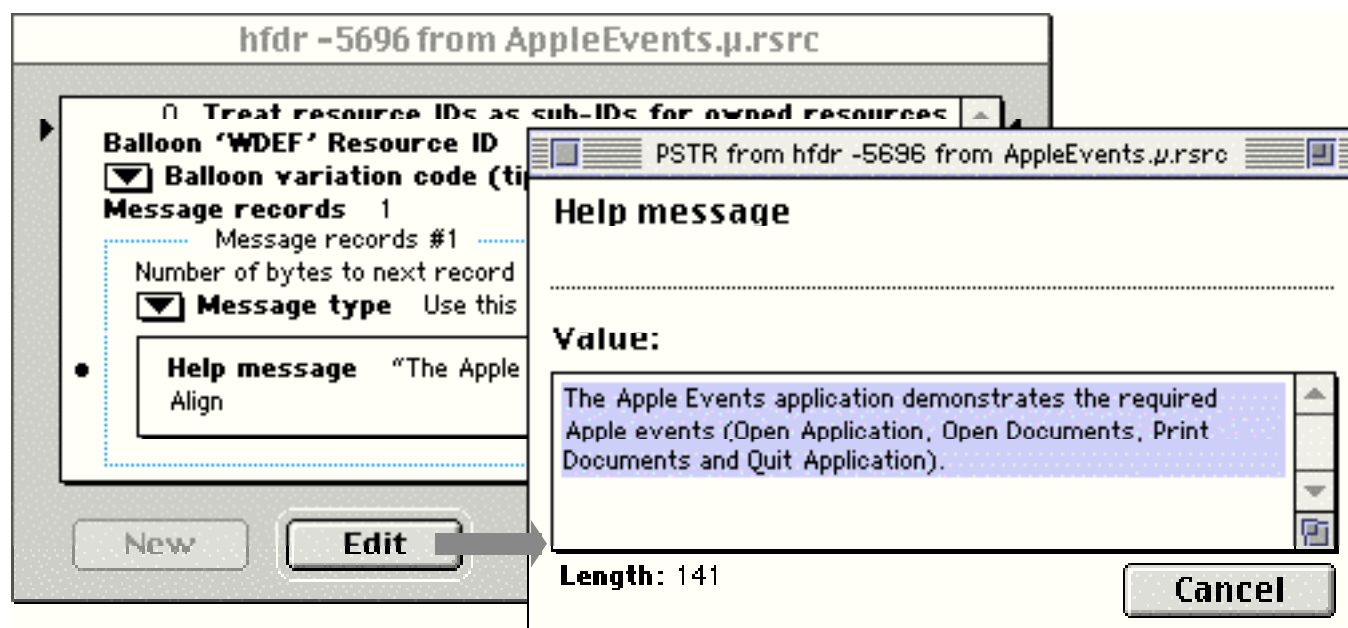 hfdr -5696 from AppleEvents.µ.rsrc
0 Treat resource IDs as sub-IDs for owned resources
Balloon ‘WDEF’ Resource ID
Balloon variation code (tip
Message records 1
Message records #1
Number of bytes to next record
Message type Use this
Help message “The Apple
Align
New
Edit
PSTR from hfdr -5696 from AppleEvents.µ.rsrc
Help message
Value:
The Apple Events application demonstrates the required
Apple events (Open Application, Open Documents, Print
Documents and Quit Application).
Length: 141
Cancel